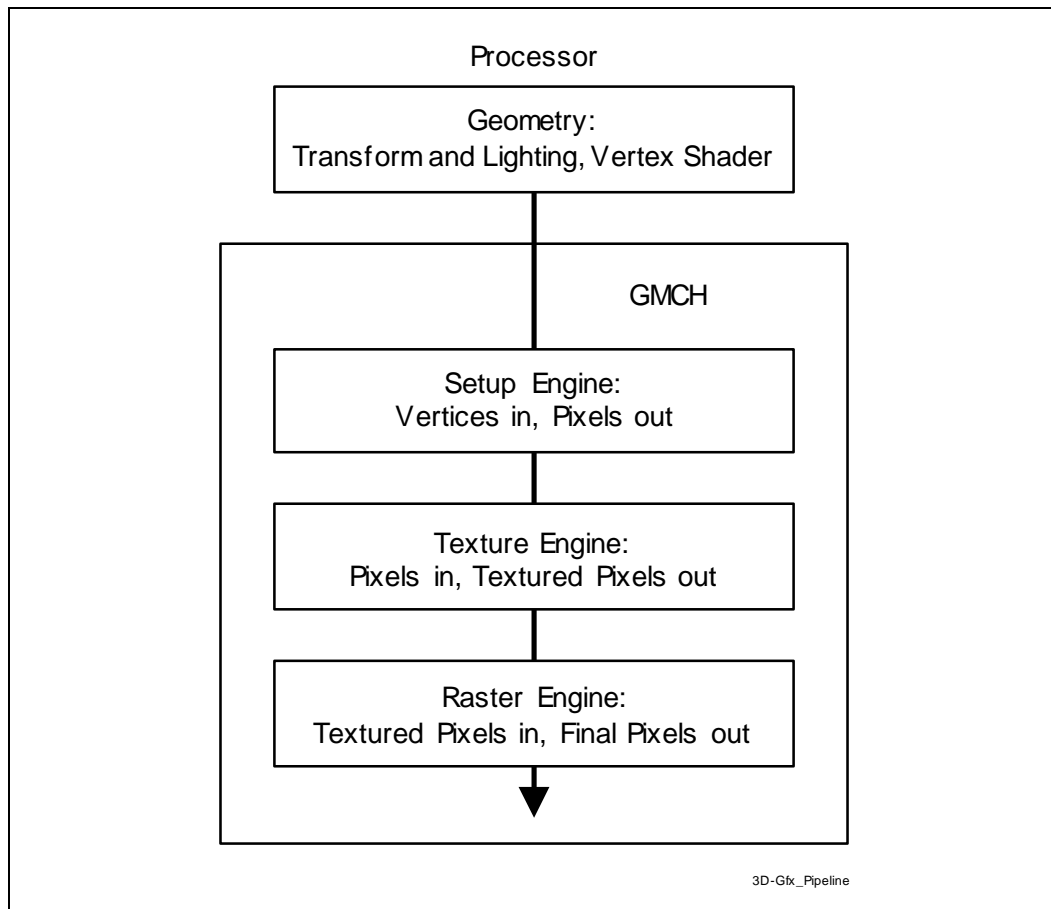 Processor
Geometry:
Transform and Lighting, Vertex Shader
GMCH
Setup Engine:
Vertices in, Pixels out
Texture Engine:
Pixels in, Textured Pixels out
Raster Engine:
Textured Pixels in, Final Pixels out
3D-Gfx_Pipeline